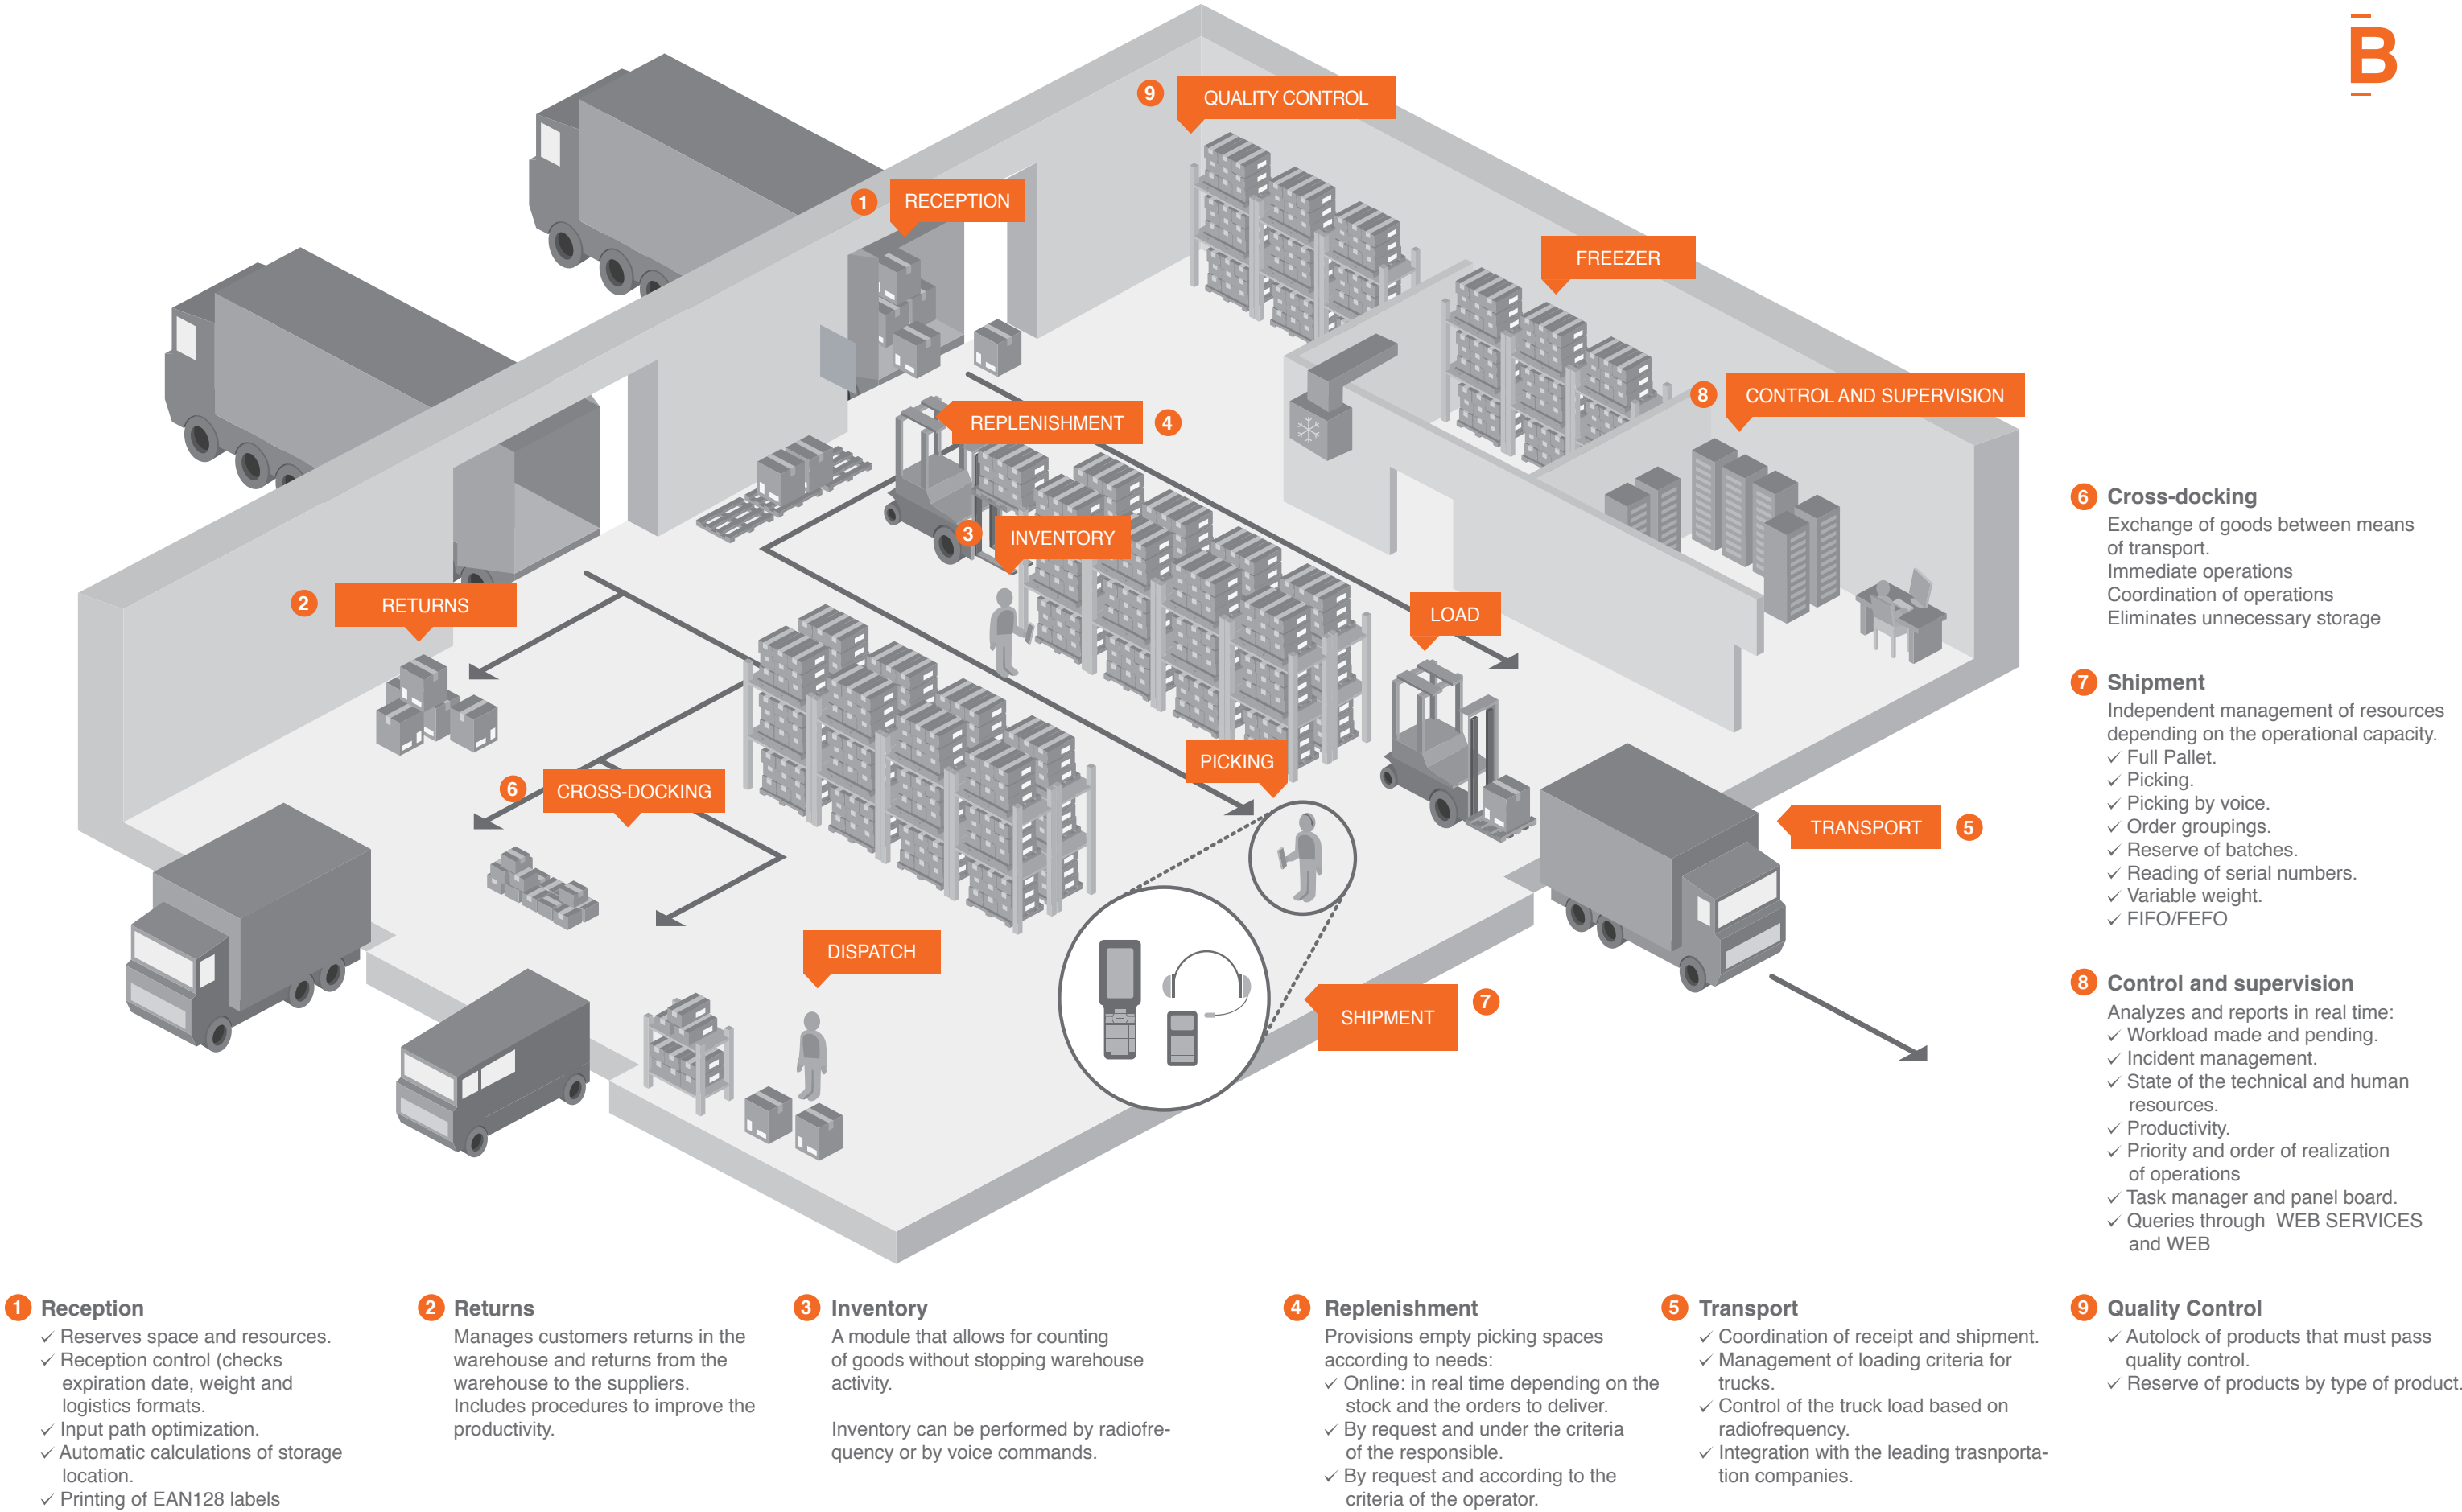 B
9 QUALITY CONTROL
1 RECEPTION
FREEZER
8 CONTROL AND SUPERVISION
REPLENISHMENT 4
3 INVENTORY
2 RETURNS
LOAD
PICKING
6 CROSS-DOCKING
TRANSPORT 5
DISPATCH
SHIPMENT 7
6 Cross-docking
Exchange of goods between means
of transport.
Immediate operations
Coordination of operations
Eliminates unnecessary storage
7 Shipment
Independent management of resources
depending on the operational capacity.
✓ Full Pallet.
✓ Picking.
✓ Picking by voice.
✓ Order groupings.
✓ Reserve of batches.
✓ Reading of serial numbers.
✓ Variable weight.
✓ FIFO/FEFO
8 Control and supervision
Analyzes and reports in real time:
✓ Workload made and pending.
✓ Incident management.
✓ State of the technical and human
resources.
✓ Productivity.
✓ Priority and order of realization
of operations
✓ Task manager and panel board.
✓ Queries through WEB SERVICES
and WEB
1 Reception
✓ Reserves space and resources.
✓ Reception control (checks
expiration date, weight and
logistics formats.
✓ Input path optimization.
✓ Automatic calculations of storage
location.
✓ Printing of EAN128 labels
2 Returns
Manages customers returns in the
warehouse and returns from the
warehouse to the suppliers.
Includes procedures to improve the
productivity.
3 Inventory
A module that allows for counting
of goods without stopping warehouse
activity.
Inventory can be performed by radiofre-
quency or by voice commands.
4 Replenishment
Provisions empty picking spaces
according to needs:
✓ Online: in real time depending on the
stock and the orders to deliver.
✓ By request and under the criteria
of the responsible.
✓ By request and according to the
criteria of the operator.
5 Transport
✓ Coordination of receipt and shipment.
✓ Management of loading criteria for
trucks.
✓ Control of the truck load based on
radiofrequency.
✓ Integration with the leading trasnporta-
tion companies.
9 Quality Control
✓ Autolock of products that must pass
quality control.
✓ Reserve of products by type of product.